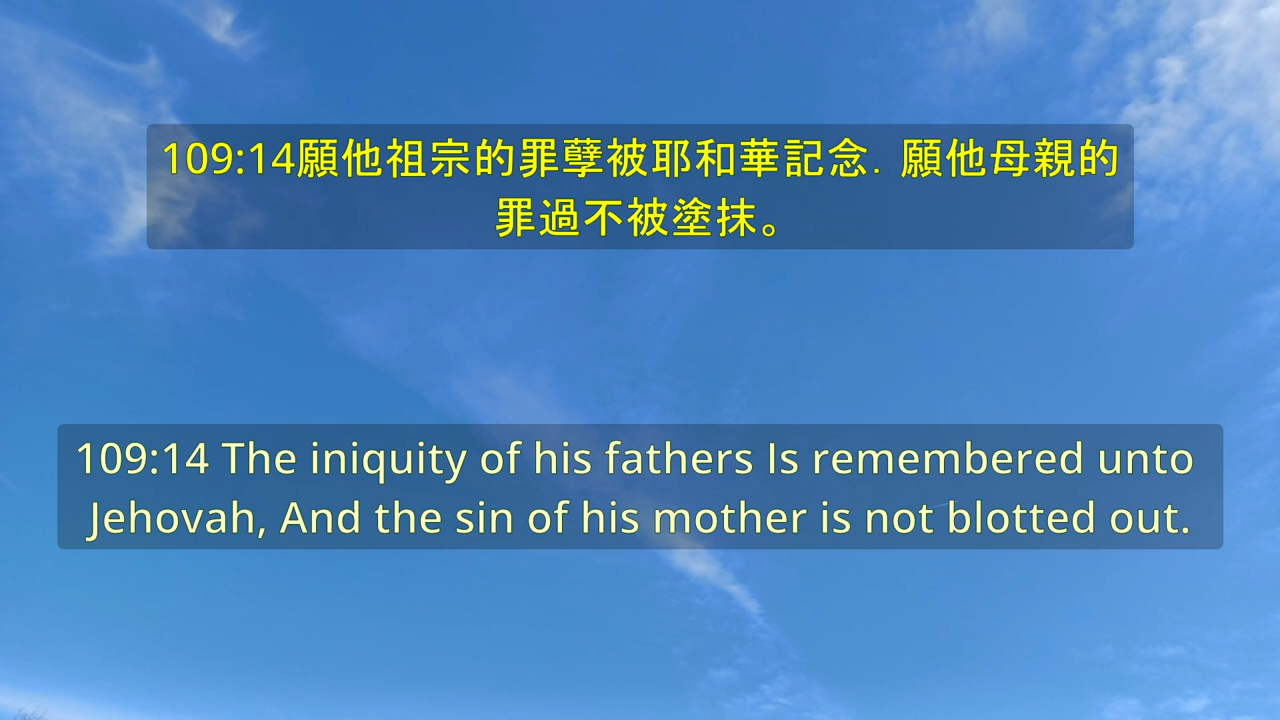 109:14願他祖宗的罪孽被耶和華記念. 願他母親的
罪過不被塗抹。
109:14 The iniquity of his fathers Is remembered unto
Jehovah, And the sin of his mother is not blotted out.